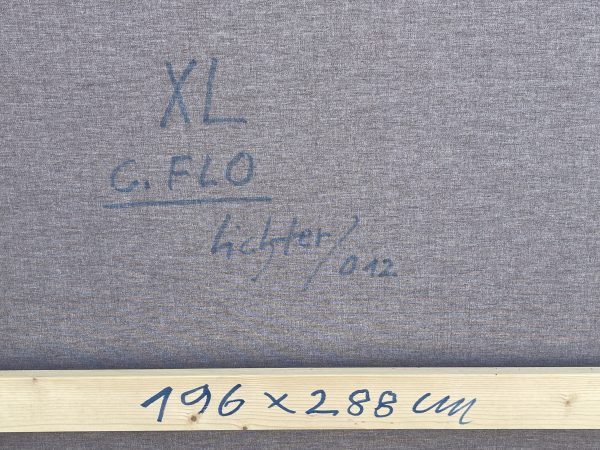 XL
G. FLO
lichter/012
196 x 288 cm